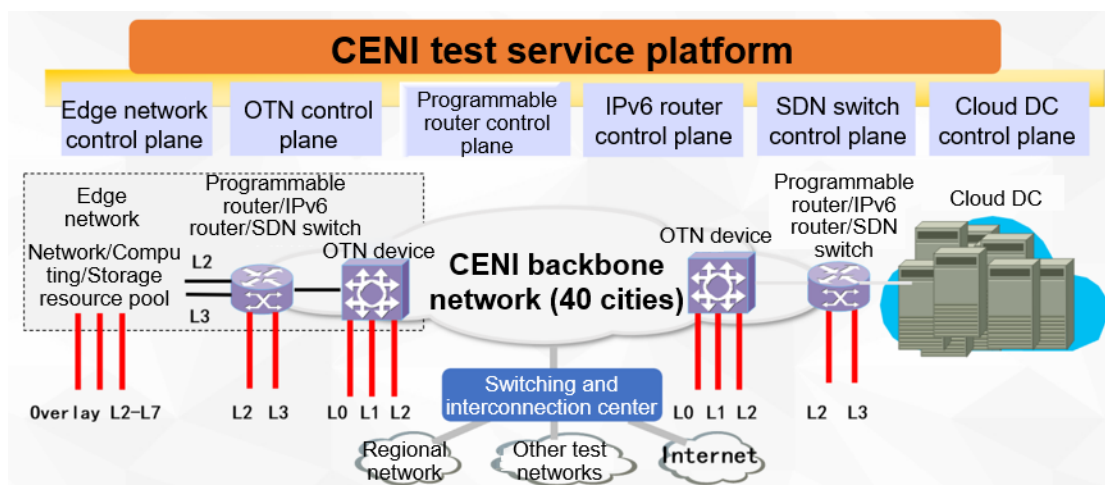 CENI test service platform
Edge network
control plane
OTN control
plane
Programmable
router control
plane
IPv6 router
control plane
SDN switch
control plane
Cloud DC
control plane
Edge
network
Network/Compu
ting/Storage
resource pool
L2
L3
Programmable
router/IPv6
router/SDN switch
OTN device
CENI backbone
network (40 cities)
OTN device
Programmable
router/IPv6
router/SDN
switch
Cloud DC
Overlay L2-L7
L2 L3
L0 L1 L2
Switching and
interconnection center
L0 L1 L2
L2 L3
Regional
network
Other test
networks
Internet